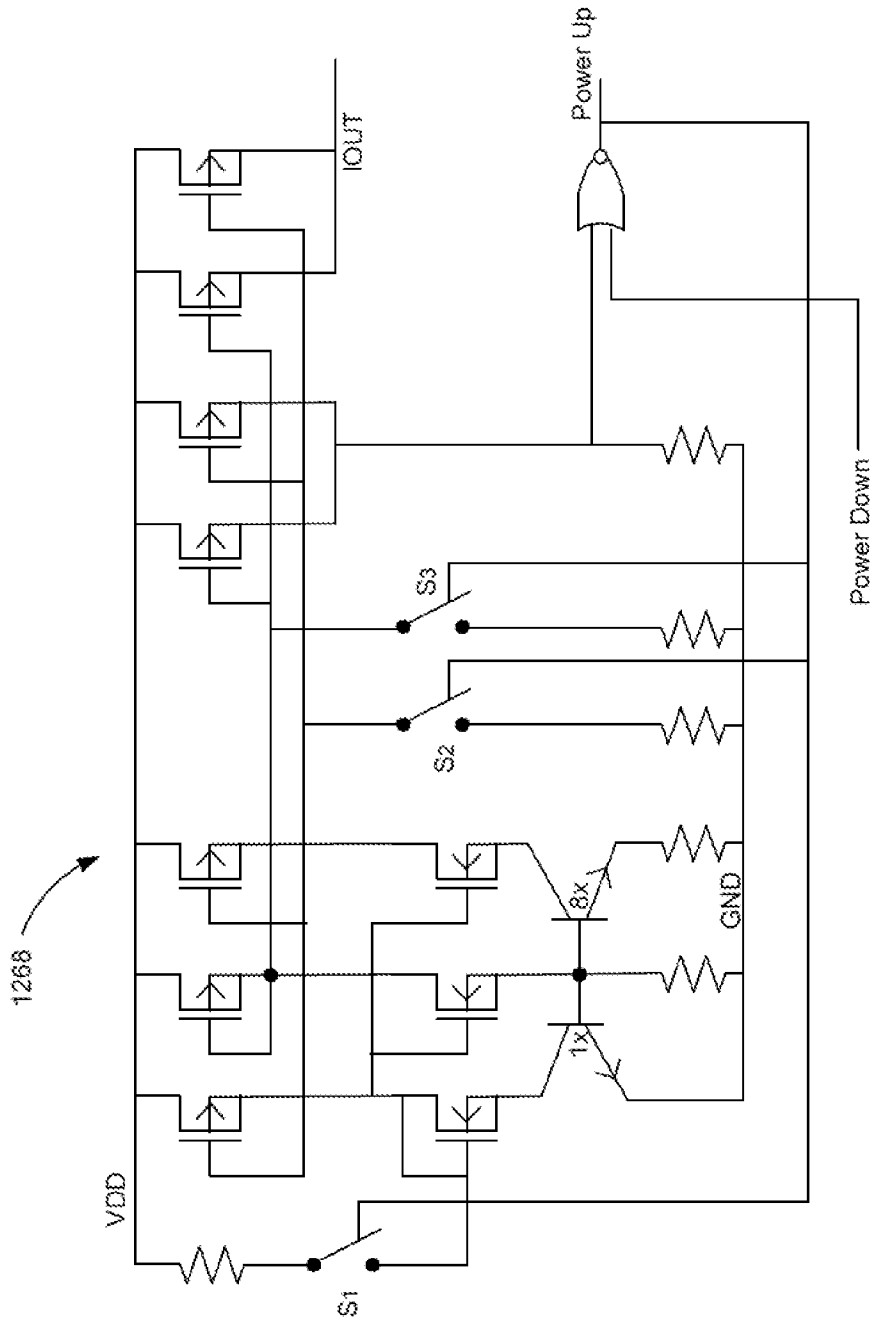 1268
VDD
IOUT
S1
S2
S3
1x
8x
GND
Power Up
Power Down